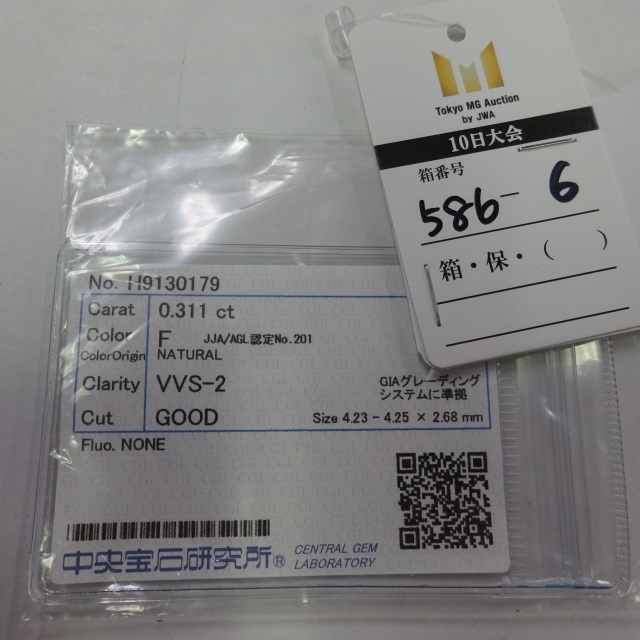 Tokyo MG Auction
by JWA
10日大会
箱番号
586- 6
箱・保・( )
No. H9130179
Carat 0.311 ct
Color F JJA/AGL認定No.201
ColorOrigin NATURAL
Clarity VVS-2 GIAグレーディング
システムに準拠
Cut GOOD Size 4.23 - 4.25 × 2.68 mm
Fluo. NONE
中央宝石研究所® CENTRAL GEM
LABORATORY